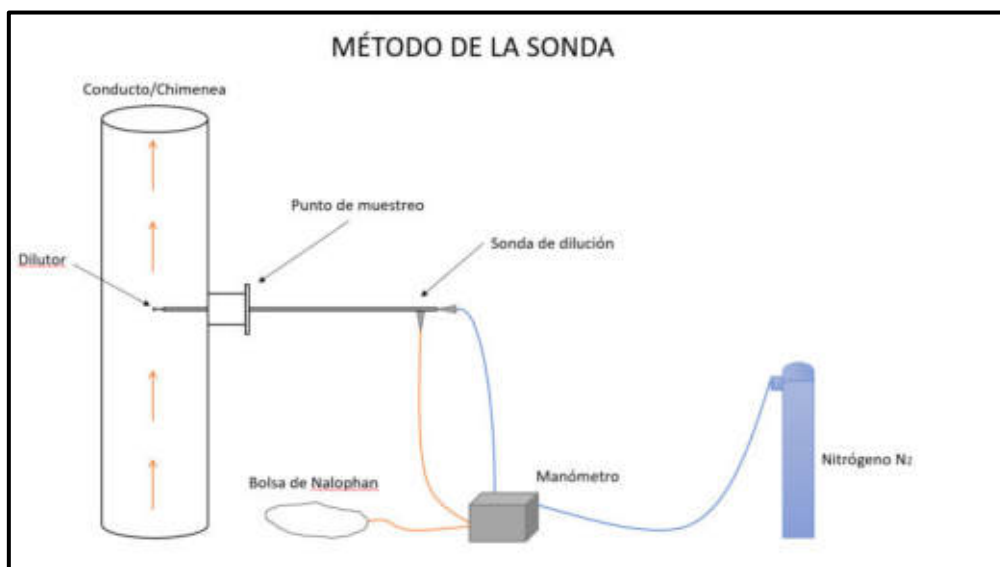 MÉTODO DE LA SONDA
Conducto/Chimenea
Punto de muestreo
Sonda de dilución
Dilutor
Nitrógeno N2
Manómetro
Bolsa de Nalophan